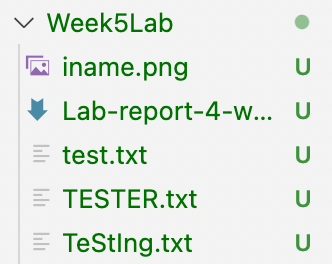 Week5Lab
iname.png U
Lab-report-4-w... U
test.txt U
TESTER.txt U
TeStIng.txt U